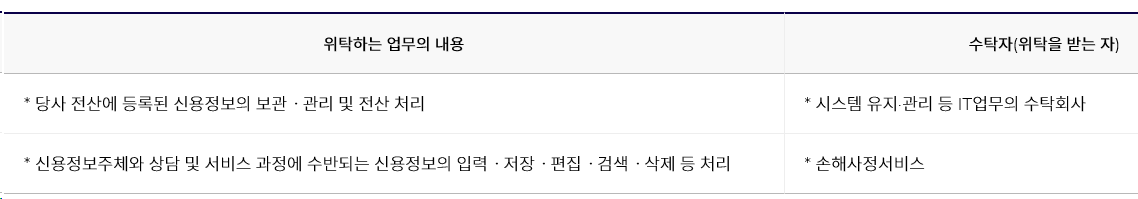 위탁하는 업무의 내용
수탁자(위탁을 받는 자)
* 당사 전산에 등록된 신용정보의 보관 · 관리 및 전산 처리
* 시스템 유지·관리 등 IT업무의 수탁회사
* 신용정보주체와 상담 및 서비스 과정에 수반되는 신용정보의 입력 · 저장 · 편집 · 검색 · 삭제 등 처리
* 손해사정서비스